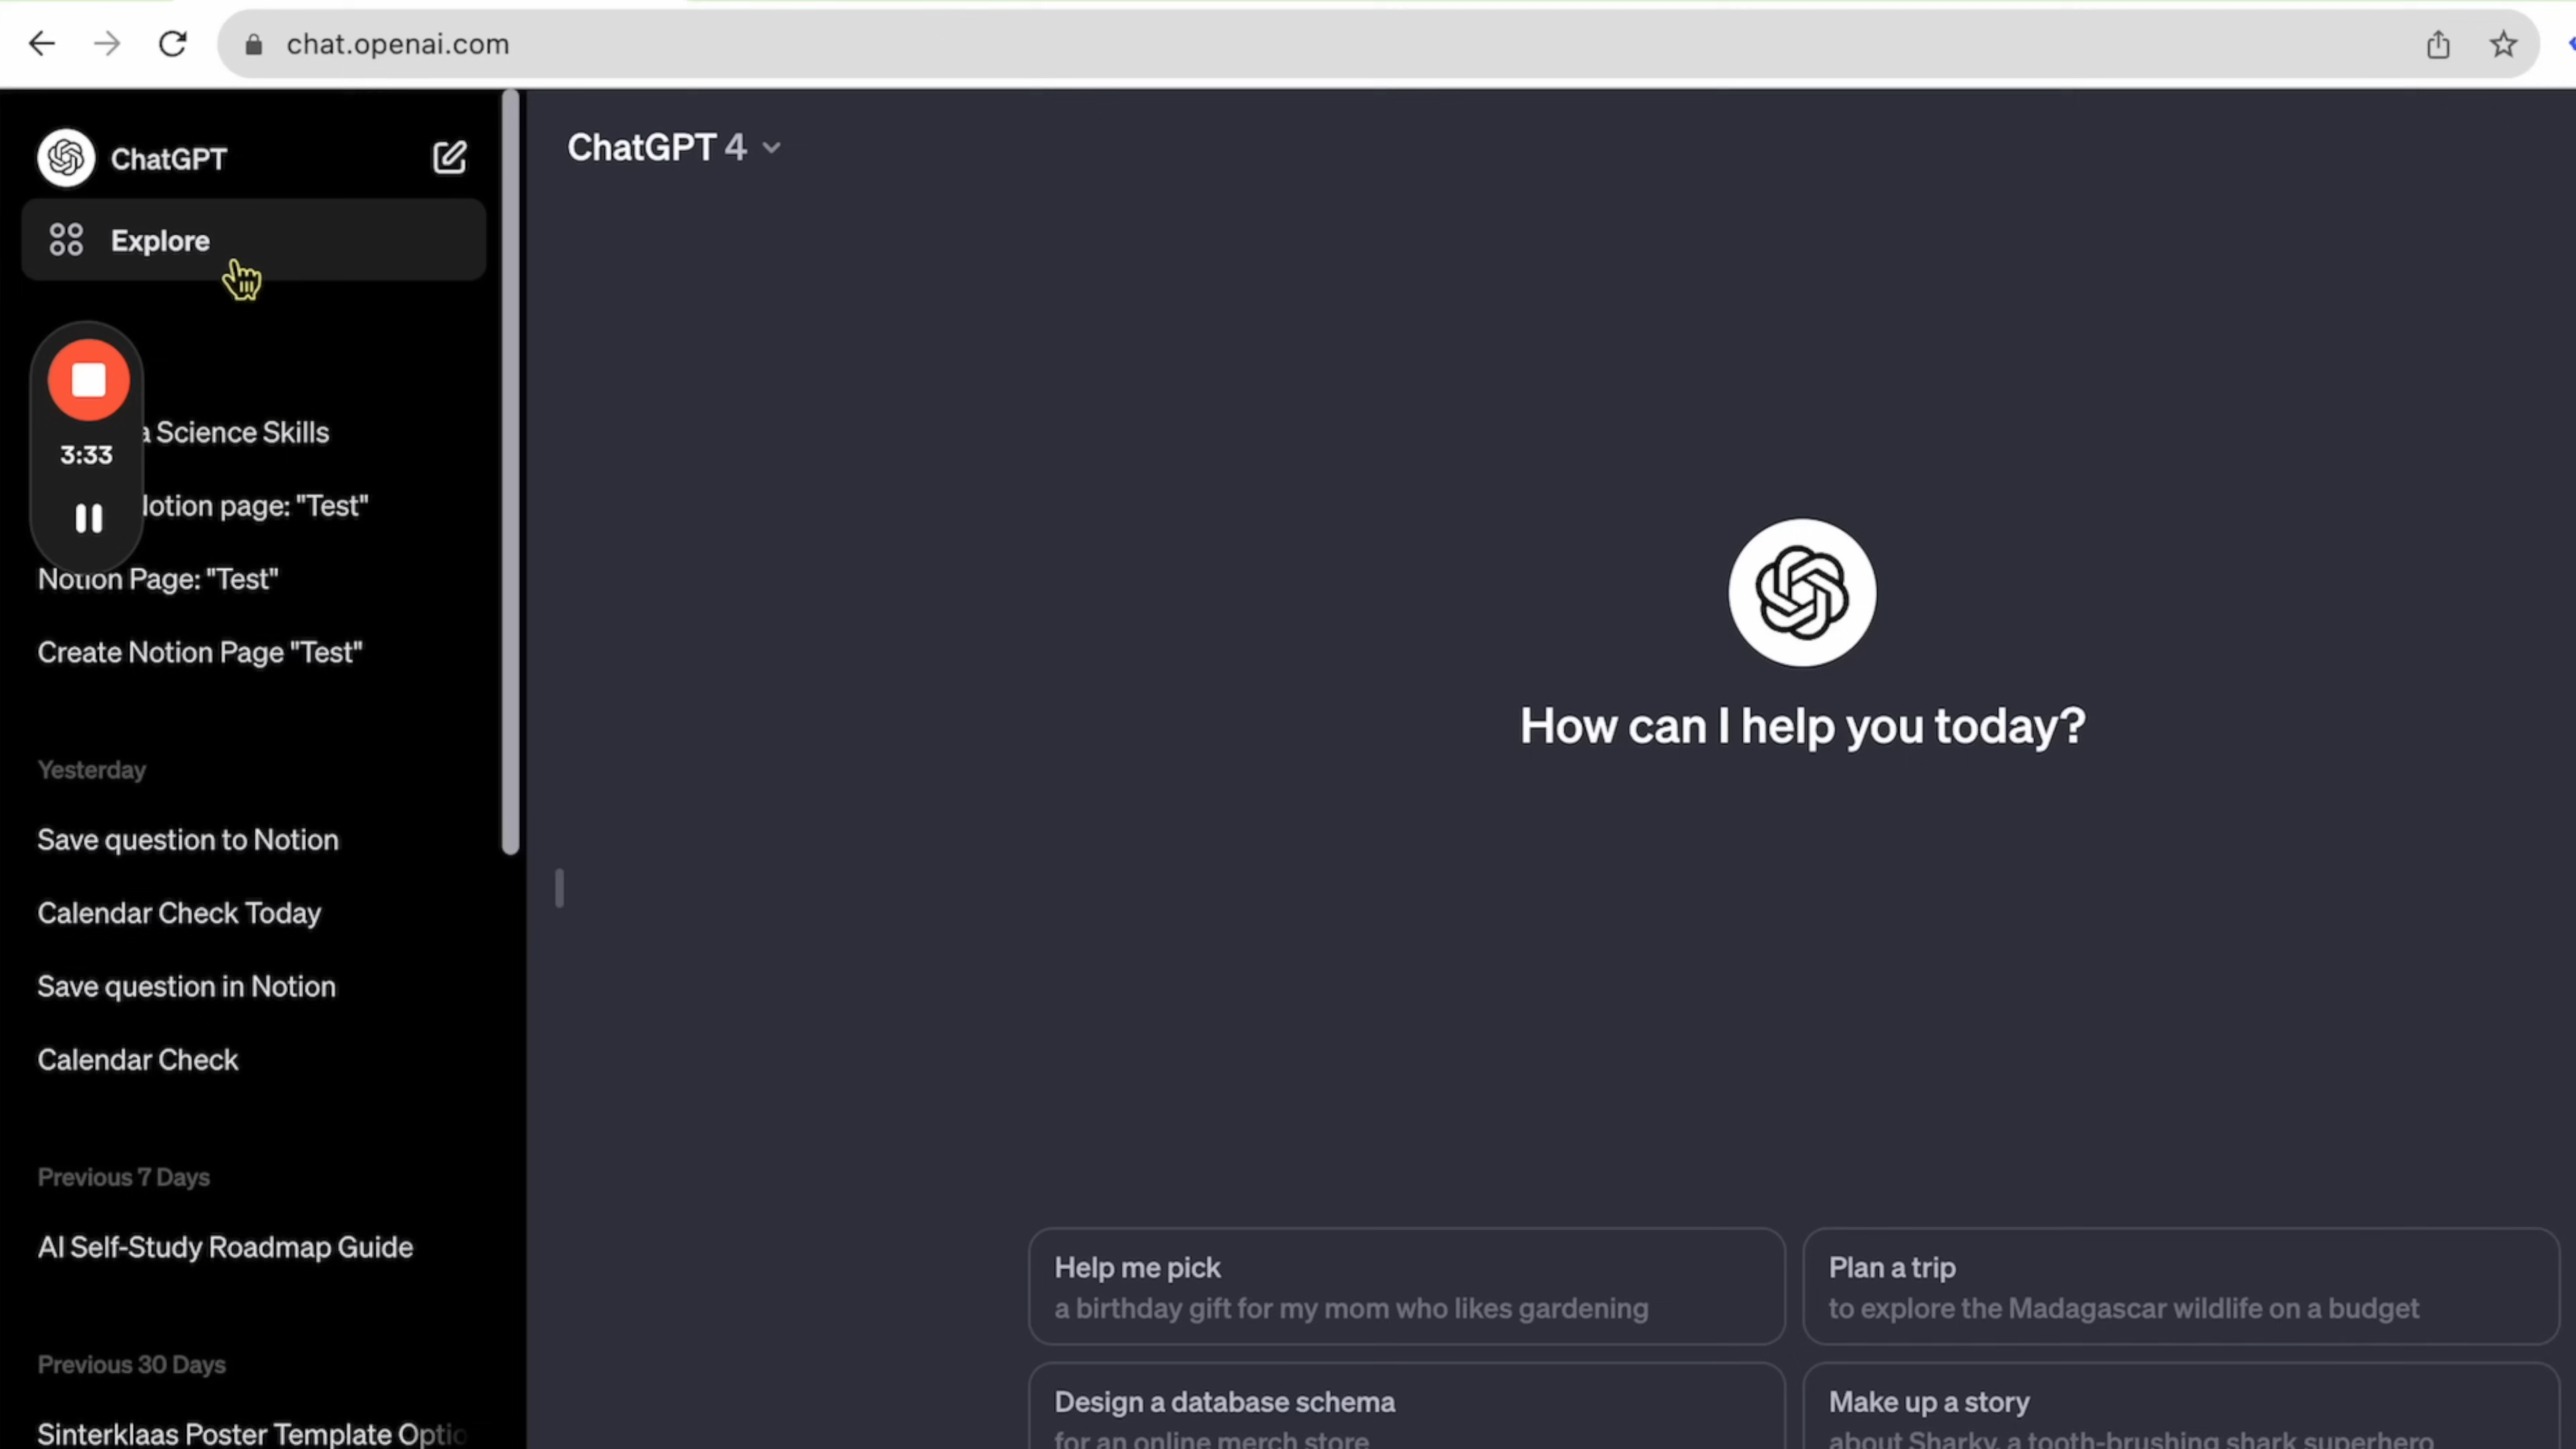 chat.openai.com
ChatGPT
Explore
Science Skills
3:33
page: "Test"
Notion Page: "Test"
Create Notion Page "Test"
Yesterday
Save question to Notion
Calendar Check Today
Save question in Notion
Calendar Check
Previous 7 Days
AI Self-Study Roadmap Guide
Previous 30 Days
Sinterklaas Poster Template Optio
ChatGPT 4
How can I help you today?
Help me pick
a birthday gift for my mom who likes gardening
Plan a trip
to explore the Madagascar wildlife on a budget
Design a database schema
for an online merch store
Make up a story
about Sharky, a tooth-brushing shark superhero